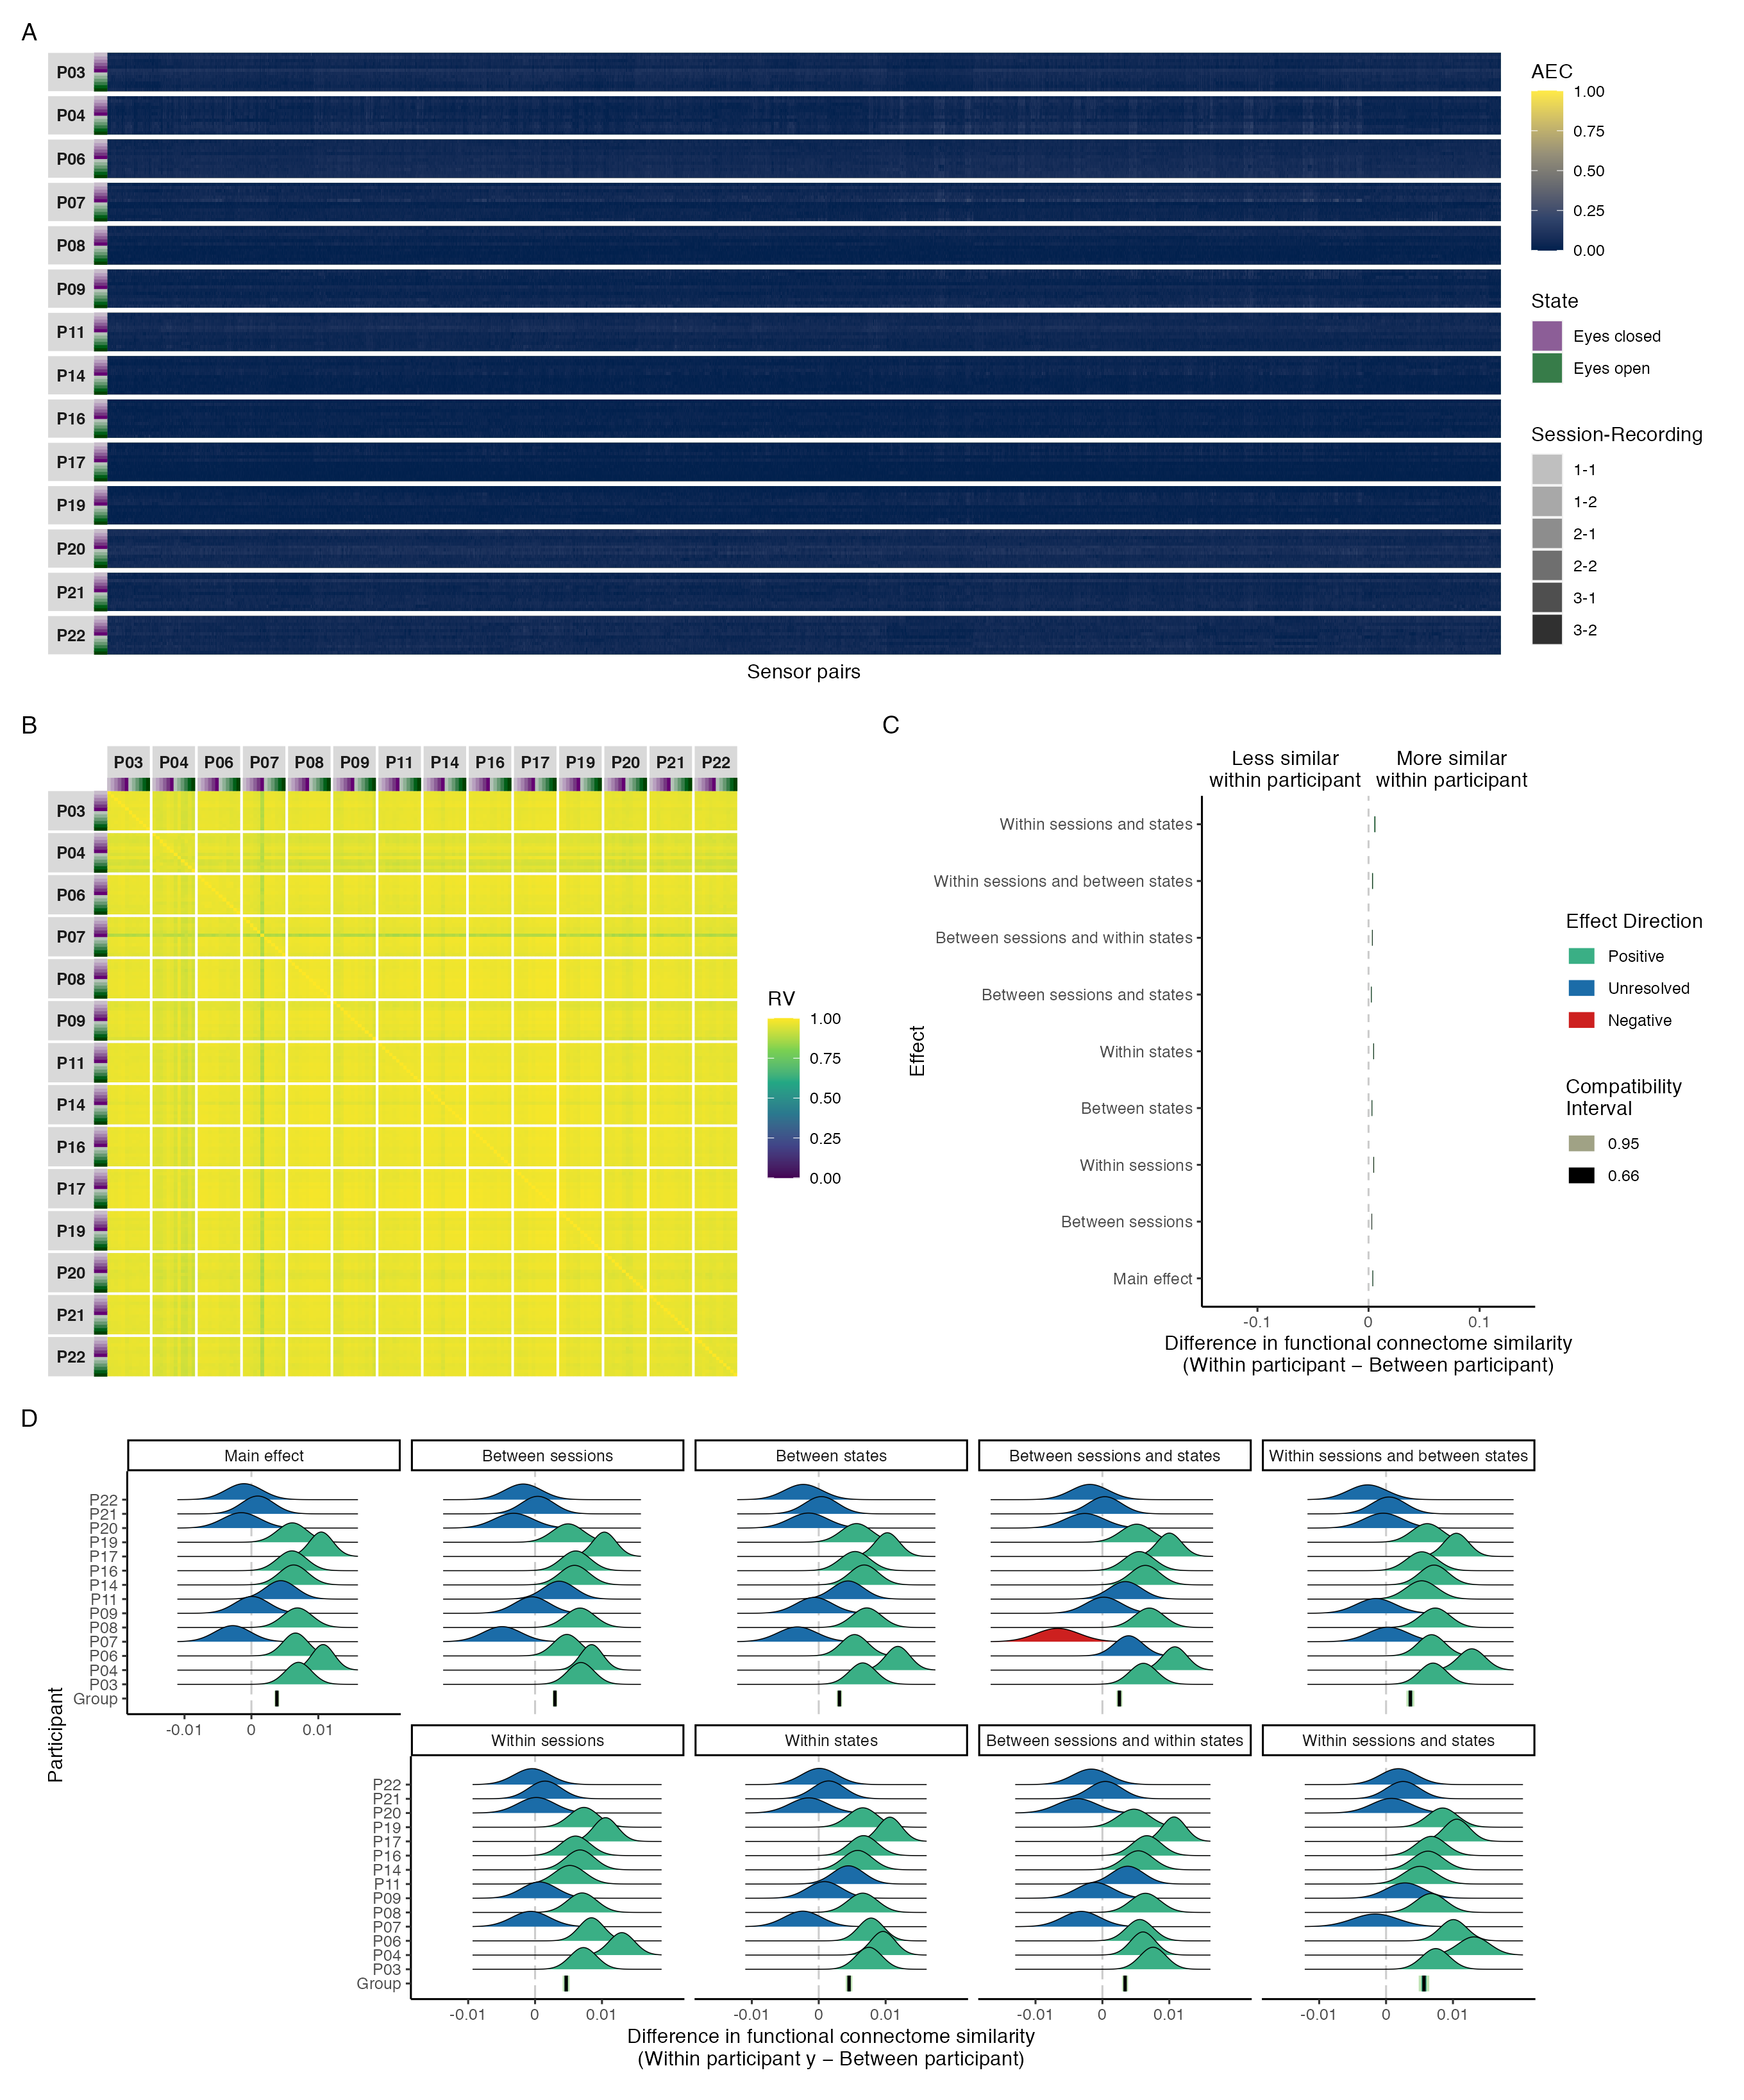 A
P03
P04
P06
P07
P08
P09
P11
P14
P16
P17
P19
P20
P21
P22
Sensor pairs
AEC
1.00
0.75
0.50
0.25
0.00
State
Eyes closed
Eyes open
Session-Recording
1-1
1-2
2-1
2-2
3-1
3-2
B
P03 P04 P06 P07 P08 P09 P11 P14 P16 P17 P19 P20 P21 P22
P03
P04
P06
P07
P08
P09
P11
P14
P16
P17
P19
P20
P21
P22
RV
1.00
0.75
0.50
0.25
0.00
C
Less similar
within participant
More similar
within participant
Effect
Within sessions and states
Within sessions and between states
Between sessions and within states
Between sessions and states
Within states
Between states
Within sessions
Between sessions
Main effect
-0.1 0 0.1
Difference in functional connectome similarity
(Within participant – Between participant)
Effect Direction
Positive
Unresolved
Negative
Compatibility
Interval
0.95
0.66
D
Main effect
Between sessions
Between states
Between sessions and states
Within sessions and between states
Participant
P22
P21
P20
P19
P17
P16
P14
P11
P09
P08
P07
P06
P04
P03
Group
-0.01 0 0.01
Within sessions
Within states
Between sessions and within states
Within sessions and states
P22
P21
P20
P19
P17
P16
P14
P11
P09
P08
P07
P06
P04
P03
Group
-0.01 0 0.01
-0.01 0 0.01
-0.01 0 0.01
-0.01 0 0.01
Difference in functional connectome similarity
(Within participant y – Between participant)